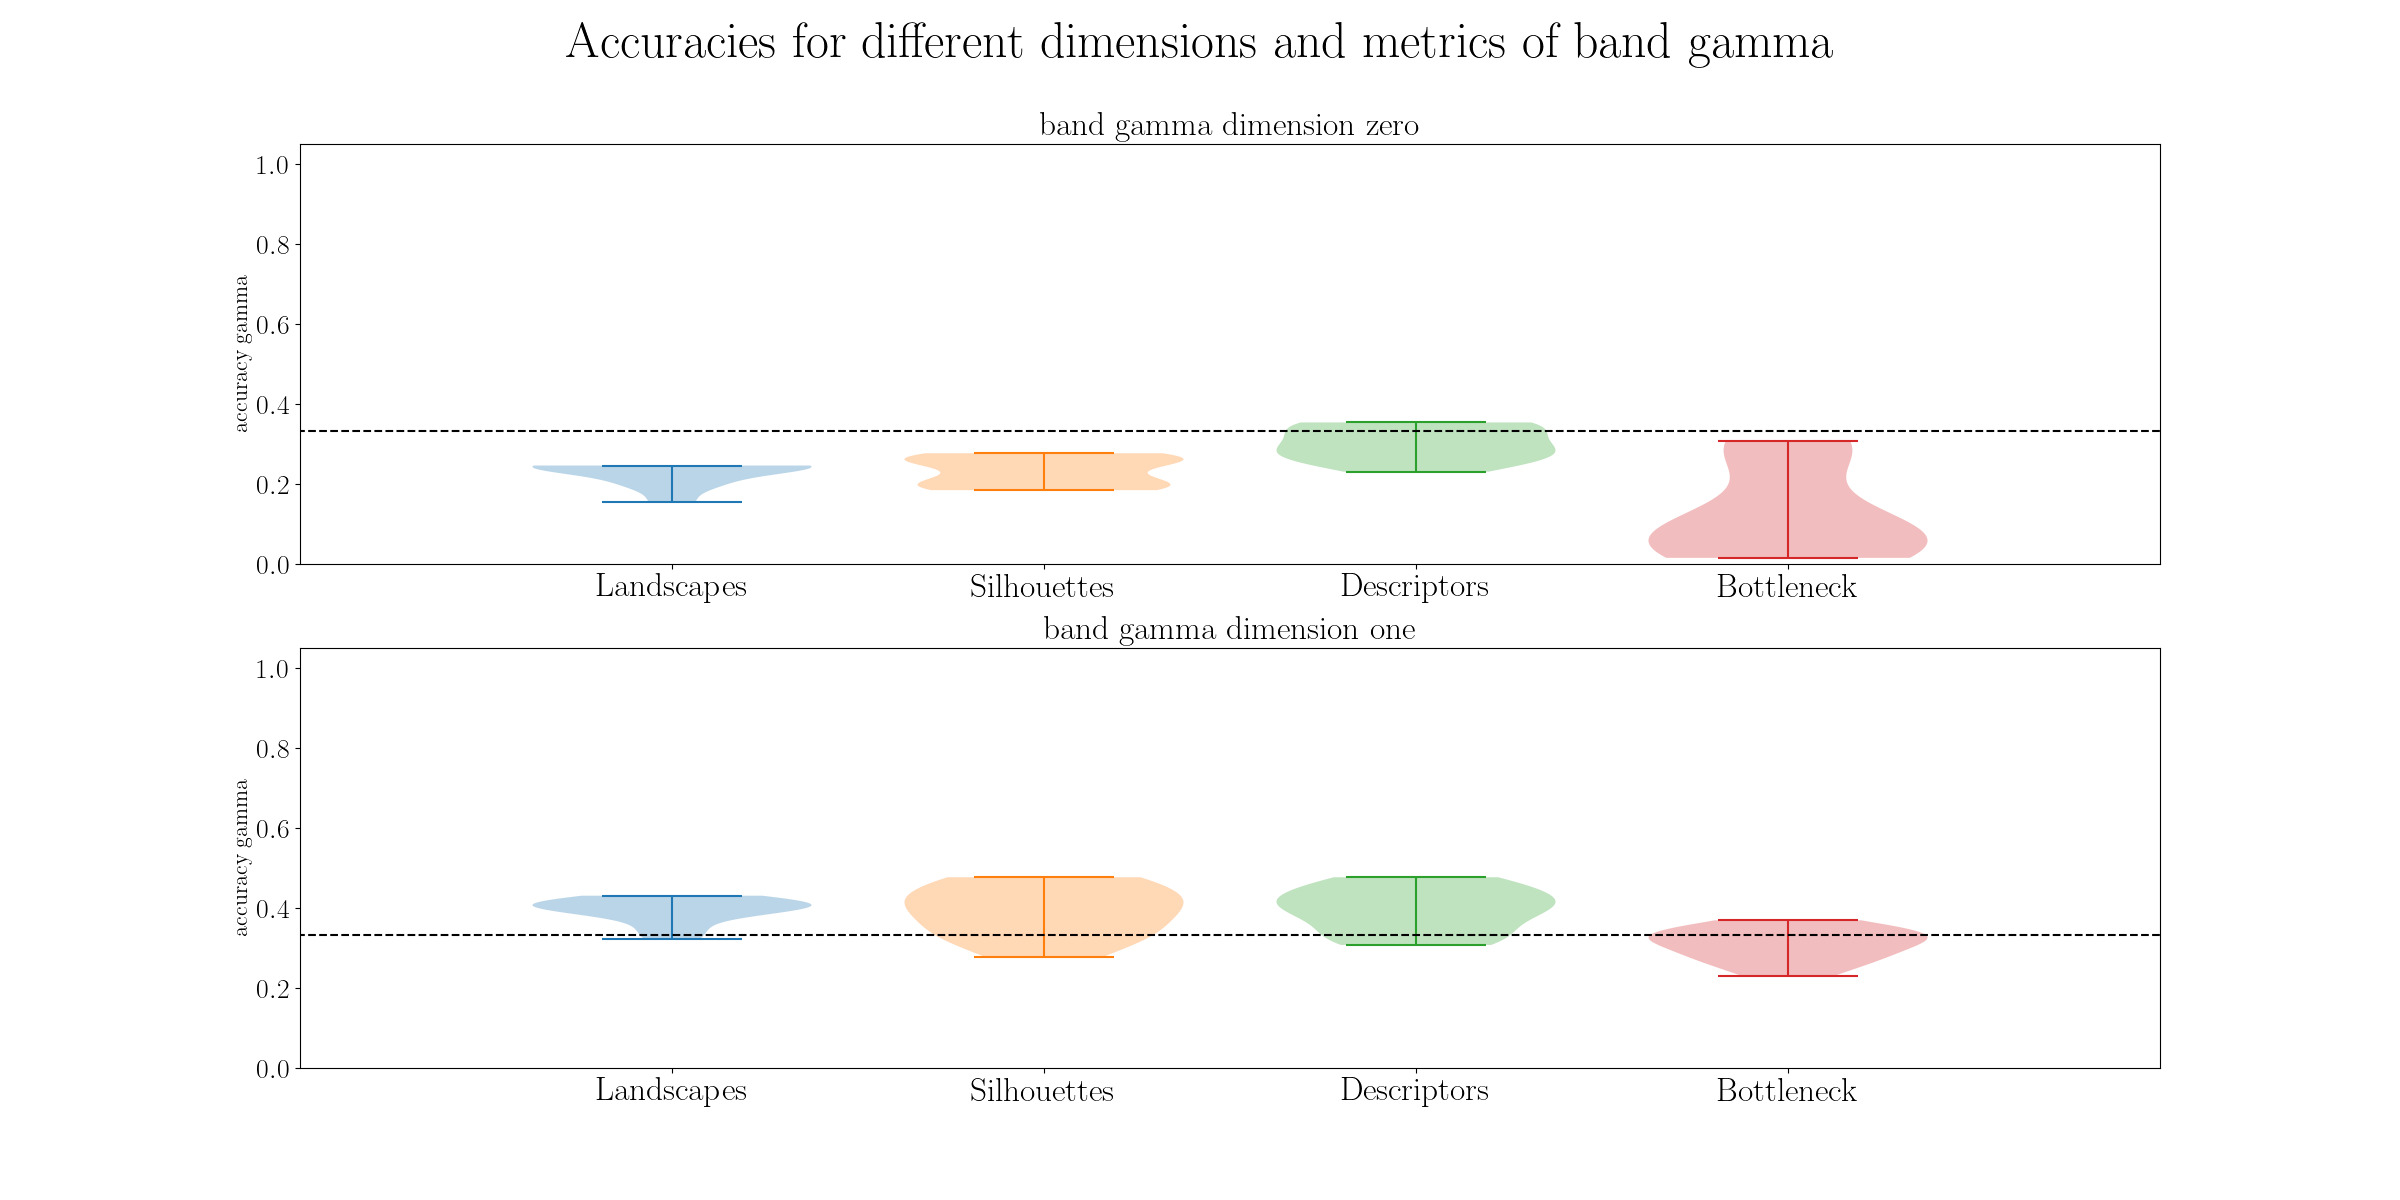 Accuracies for different dimensions and metrics of band gamma
band gamma dimension zero
accuracy gamma
1.0
0.8
0.6
0.4
0.2
0.0
Landscapes Silhouettes Descriptors Bottleneck
band gamma dimension one
accuracy gamma
1.0
0.8
0.6
0.4
0.2
0.0
Landscapes Silhouettes Descriptors Bottleneck